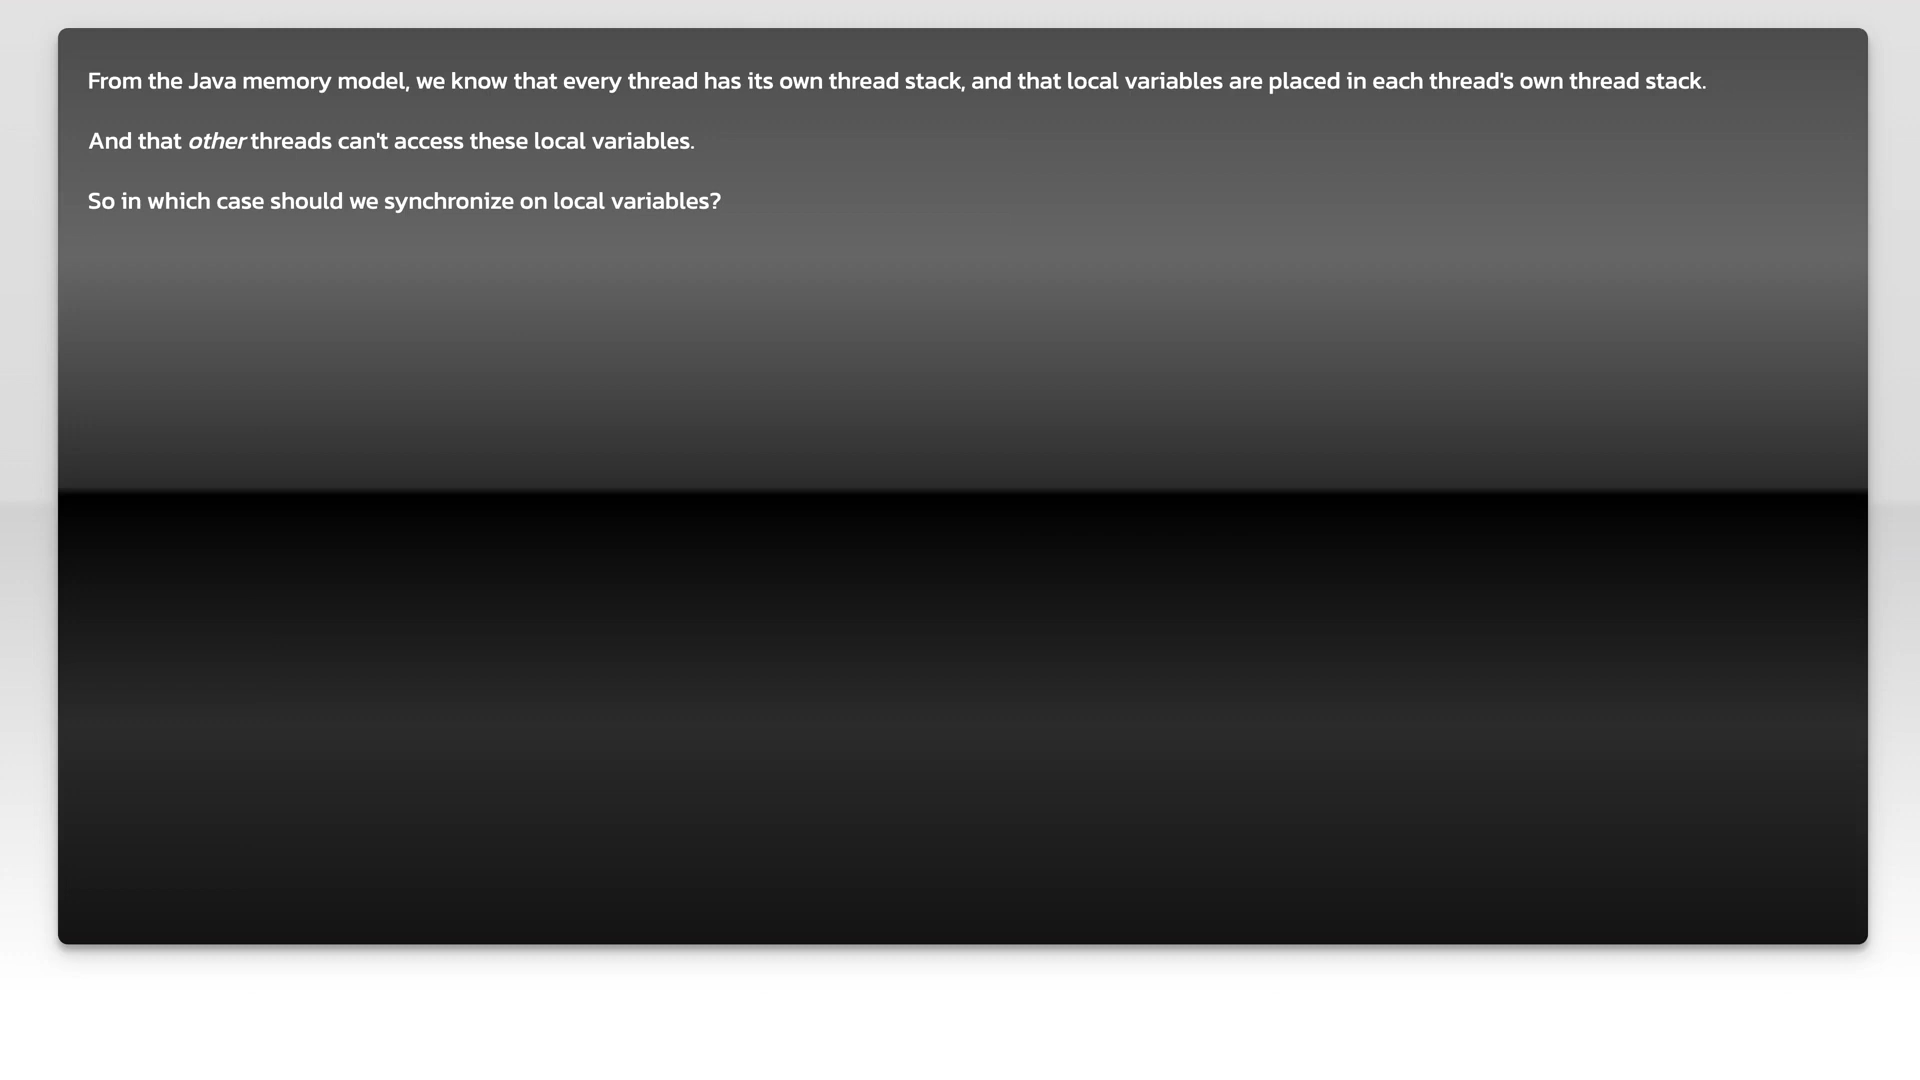 From the Java memory model, we know that every thread has its own thread stack, and that local variables are placed in each thread's own thread stack.
And that other threads can't access these local variables.
So in which case should we synchronize on local variables?